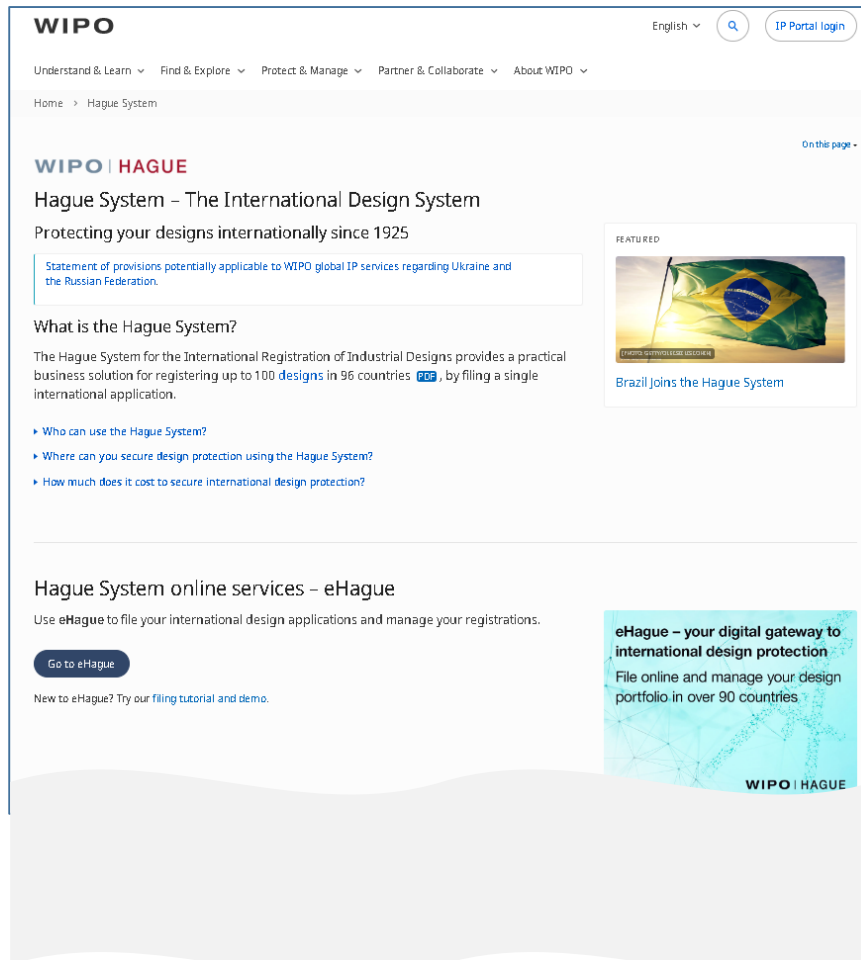 WIPO
English
IP Portal login
Understand & Learn
Find & Explore
Protect & Manage
Partner & Collaborate
About WIPO
Home > Hague System
On this page
WIPO | HAGUE
Hague System – The International Design System
Protecting your designs internationally since 1925
Statement of provisions potentially applicable to WIPO global IP services regarding Ukraine and
the Russian Federation.
What is the Hague System?
The Hague System for the International Registration of Industrial Designs provides a practical
business solution for registering up to 100 designs in 96 countries PDF , by filing a single
international application.
Who can use the Hague System?
Where can you secure design protection using the Hague System?
How much does it cost to secure international design protection?
FEATURED
Brazil Joins the Hague System
Hague System online services – eHague
Use eHague to file your international design applications and manage your registrations.
Go to eHague
New to eHague? Try our filing tutorial and demo.
eHague – your digital gateway to
international design protection
File online and manage your design
portfolio in over 90 countries
WIPO | HAGUE